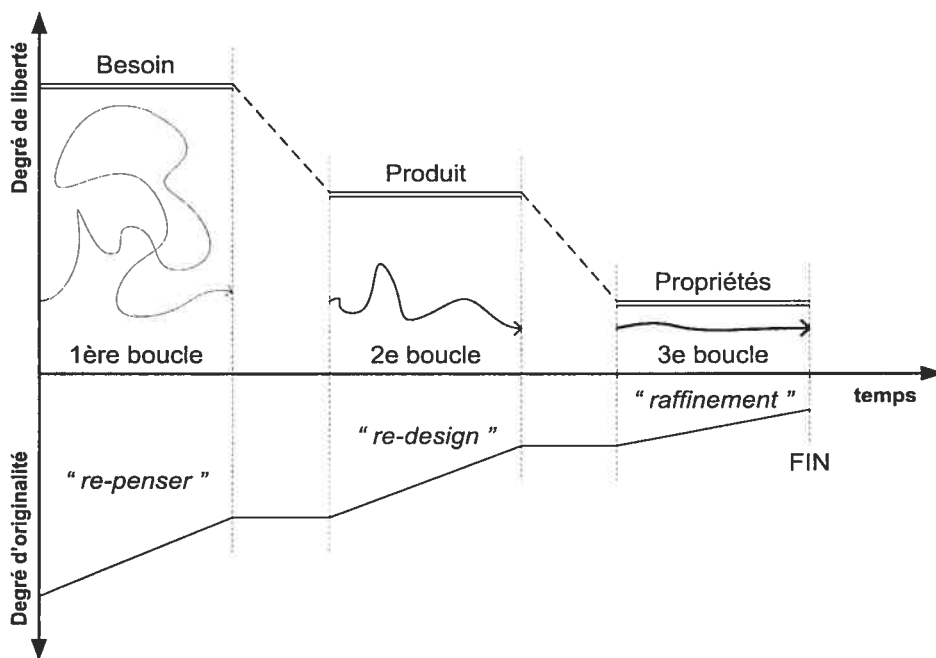 Degré de liberté
Besoin
Produit
Propriétés
1ère boucle
2e boucle
3e boucle
temps
Degré d'originalité
“ re-penser ”
“ re-design ”
“ raffinement ”
FIN